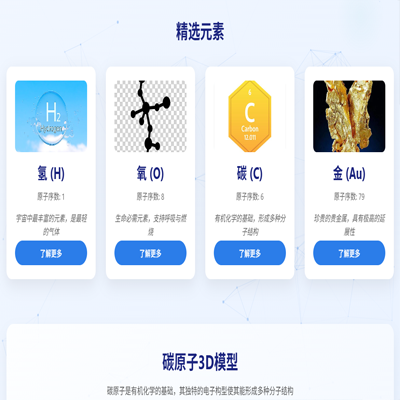 精选元素
H₂
6
C
Carbon
12.011
氢 (H)
原子序数: 1
宇宙中最丰富的元素，是最轻
的气体
了解更多
氧 (O)
原子序数: 8
生命必需元素，支持呼吸与燃
烧
了解更多
碳 (C)
原子序数: 6
有机化学的基础，形成多种分
子结构
了解更多
金 (Au)
原子序数: 79
珍贵的贵金属，具有极高的延
展性
了解更多
碳原子3D模型
碳原子是有机化学的基础，其独特的电子构型使其能形成多种分子结构